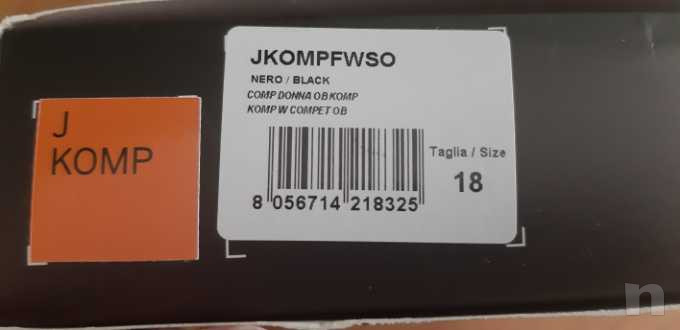 J
KOMP
JKOMPFWSO
NERO / BLACK
COMP DONNA OB KOMP
KOMP W COMPET OB
Taglia / Size
18
8 056714 218325
n